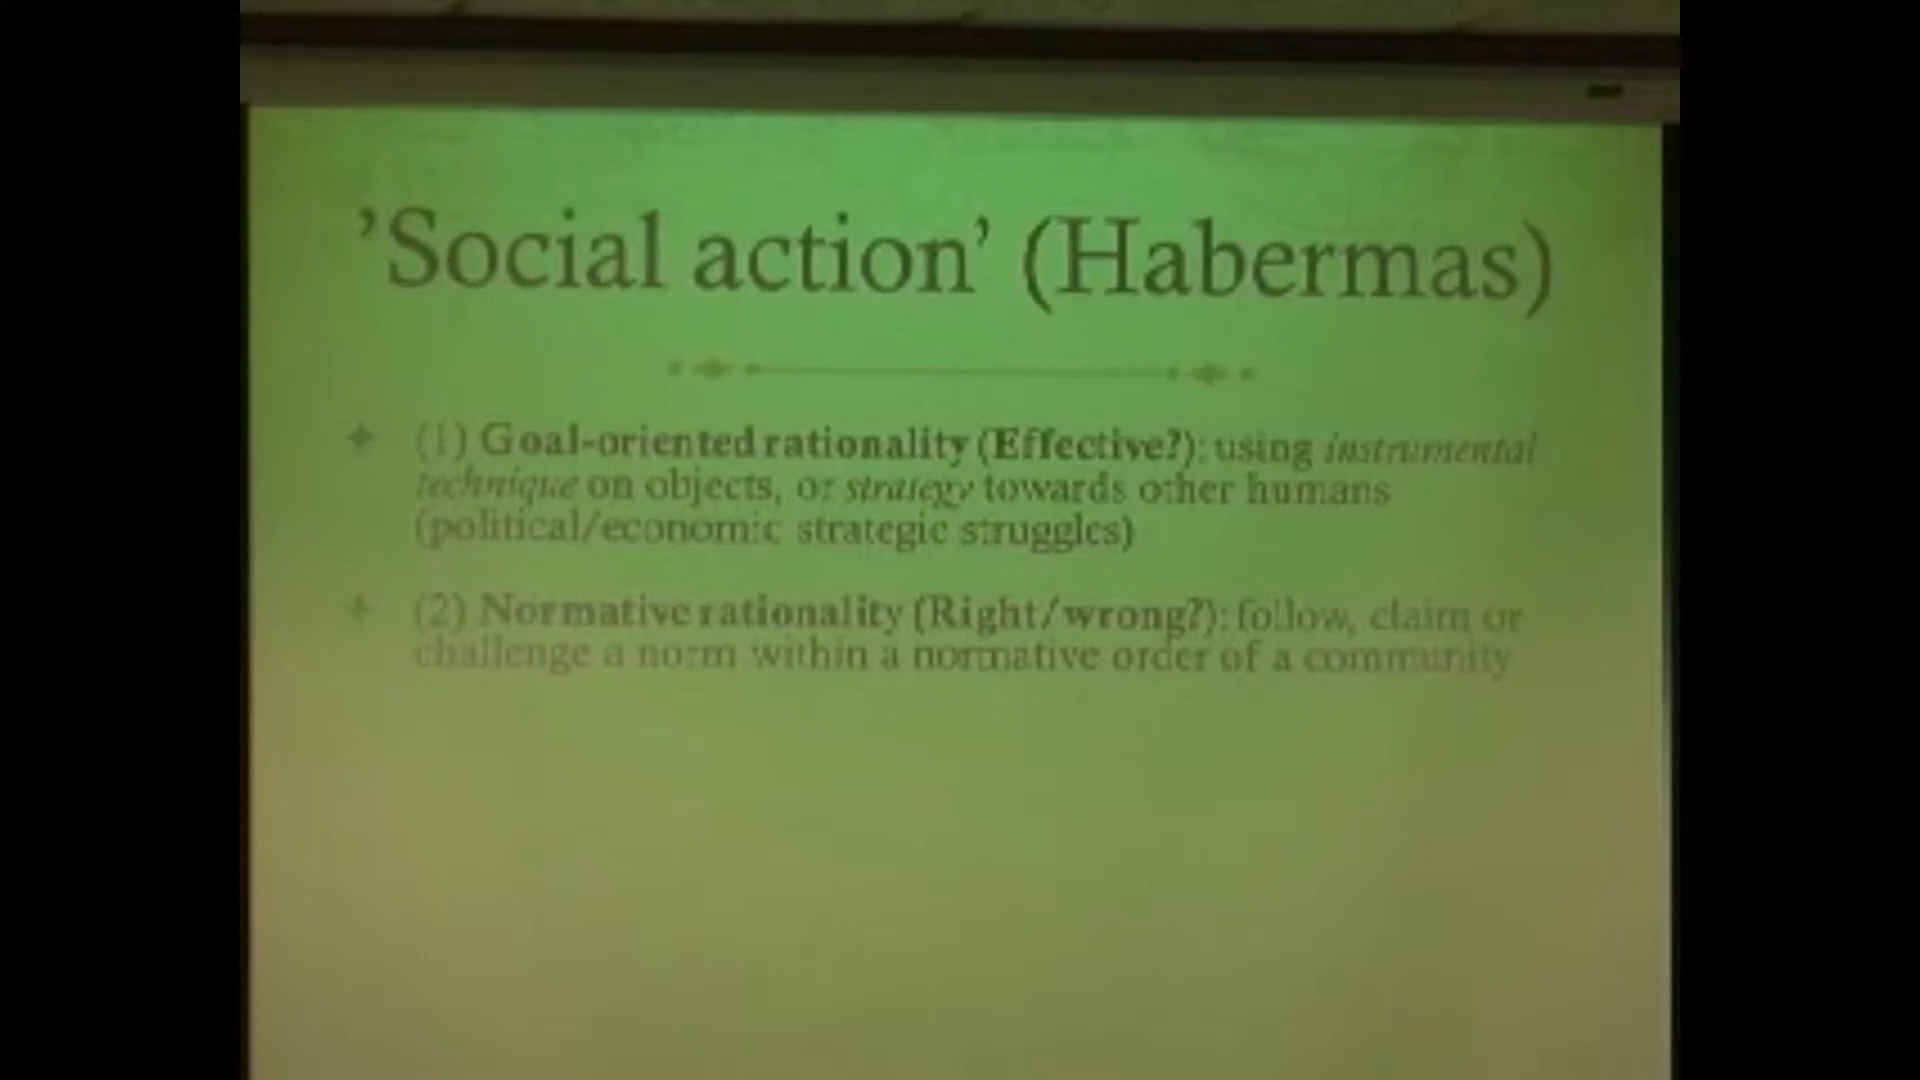 ’Social action’ (Habermas)
(1) Goal-oriented rationality (Effective?): using instrumental
technique on objects, or strategy towards other humans
(political/economic strategic struggles)
(2) Normative rationality (Right/wrong?): follow, claim or
challenge a norm within a normative order of a community